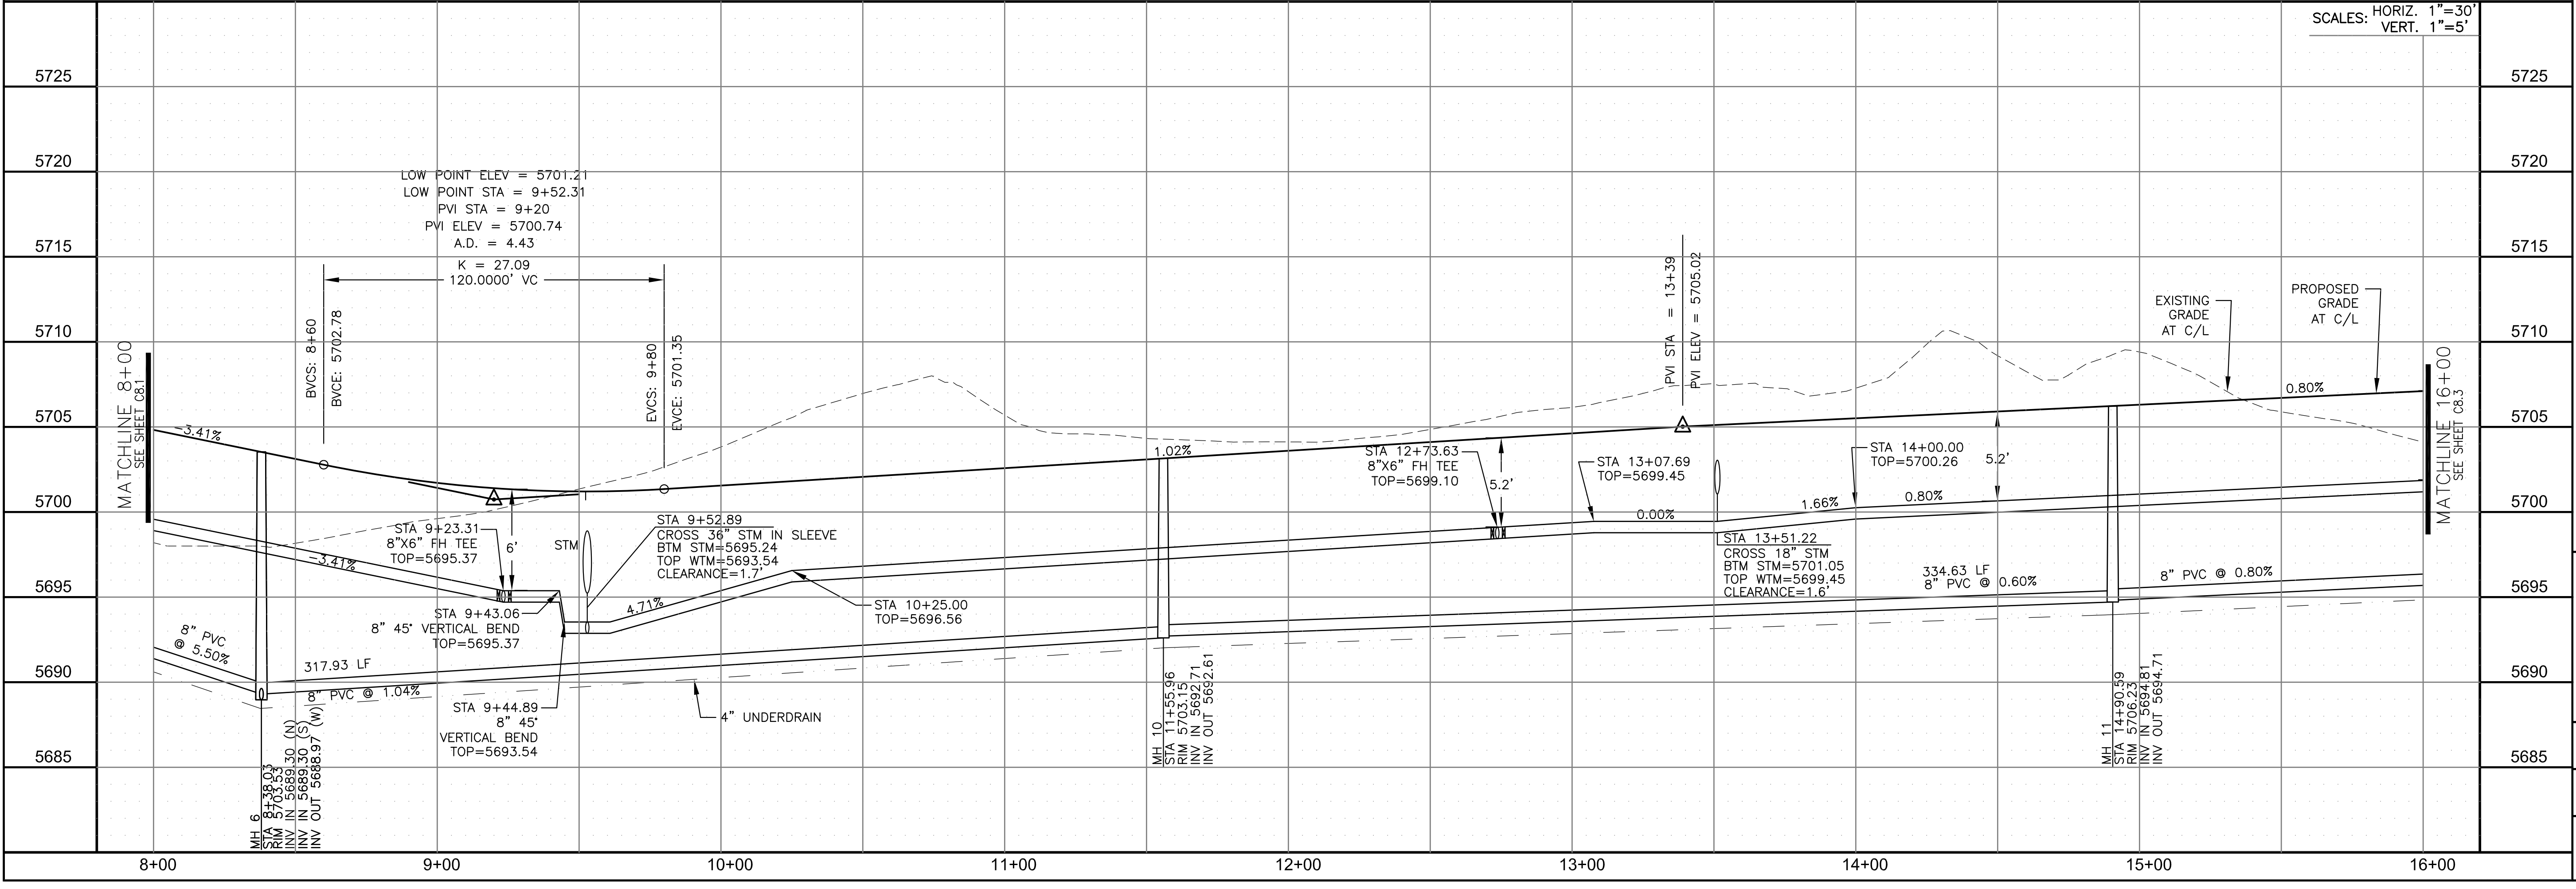 SCALES: HORIZ. 1"=30'
VERT. 1"=5'
5725
5725
5720
5720
5715
5715
5710
5710
5705
5705
5700
5700
5695
5695
5690
5690
5685
5685
LOW POINT ELEV = 5701.21
LOW POINT STA = 9+52.31
PVI STA = 9+20
PVI ELEV = 5700.74
A.D. = 4.43
K = 27.09
120.0000' VC
BVCS: 8+60
BVCE: 5702.78
EVCS: 9+80
EVCE: 5701.35
PVI STA = 13+39
PVI ELEV = 5705.02
EXISTING
GRADE
AT C/L
PROPOSED
GRADE
AT C/L
MATCHLINE 8+00
SEE SHEET C8.1
MATCHLINE 16+00
SEE SHEET C8.3
-3.41%
1.02%
0.80%
STA 9+23.31
8"X6" FH TEE
TOP=5695.37
6'
STM
STA 9+52.89
CROSS 36" STM IN SLEEVE
BTM STM=5695.24
TOP WTM=5693.54
CLEARANCE=1.7'
STA 12+73.63
8"X6" FH TEE
TOP=5699.10
5.2'
STA 13+07.69
TOP=5699.45
STA 14+00.00
TOP=5700.26
5.2'
0.00%
1.66%
0.80%
STA 13+51.22
CROSS 18" STM
BTM STM=5701.05
TOP WTM=5699.45
CLEARANCE=1.6'
-3.41%
4.71%
STA 9+43.06
8" 45° VERTICAL BEND
TOP=5695.37
STA 10+25.00
TOP=5696.56
334.63 LF
8" PVC @ 0.60%
8" PVC @ 0.80%
8" PVC
@ 5.50%
317.93 LF
8" PVC @ 1.04%
STA 9+44.89
8" 45°
VERTICAL BEND
TOP=5693.54
4" UNDERDRAIN
MH 6
STA 8+38.03
RIM 5703.53
INV IN 5689.30 (N)
INV IN 5689.30 (S)
INV OUT 5688.97 (W)
MH 10
STA 11+55.96
RIM 5703.15
INV IN 5692.71
INV OUT 5692.61
MH 11
STA 14+90.59
RIM 5706.23
INV IN 5694.81
INV OUT 5694.71
8+00
9+00
10+00
11+00
12+00
13+00
14+00
15+00
16+00